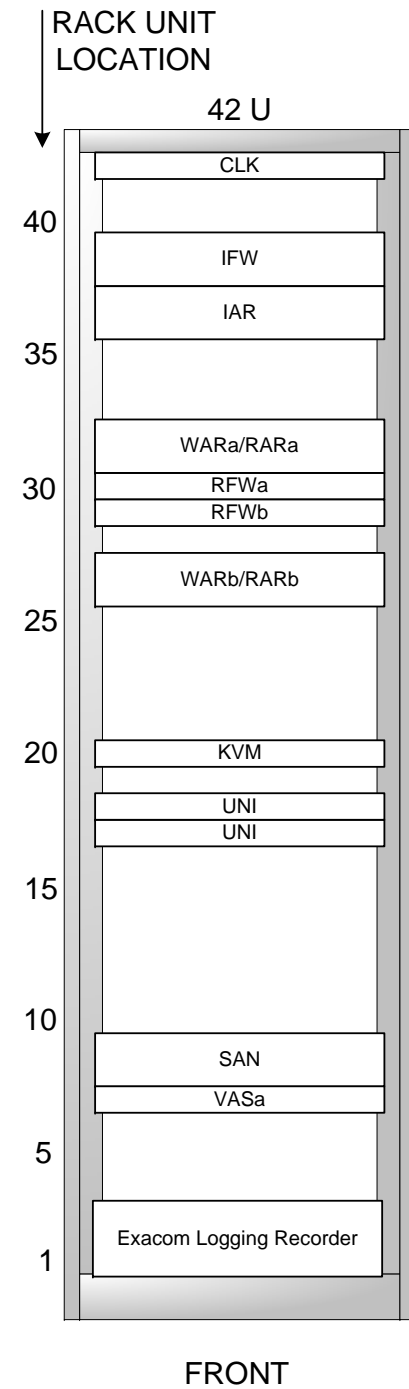 RACK UNIT
LOCATION
42 U
CLK
40
IFW
IAR
35
WARa/RARa
30
RFWa
RFWb
WARb/RARb
25
20
KVM
UNI
UNI
15
10
SAN
VASa
5
Exacom Logging Recorder
1
FRONT